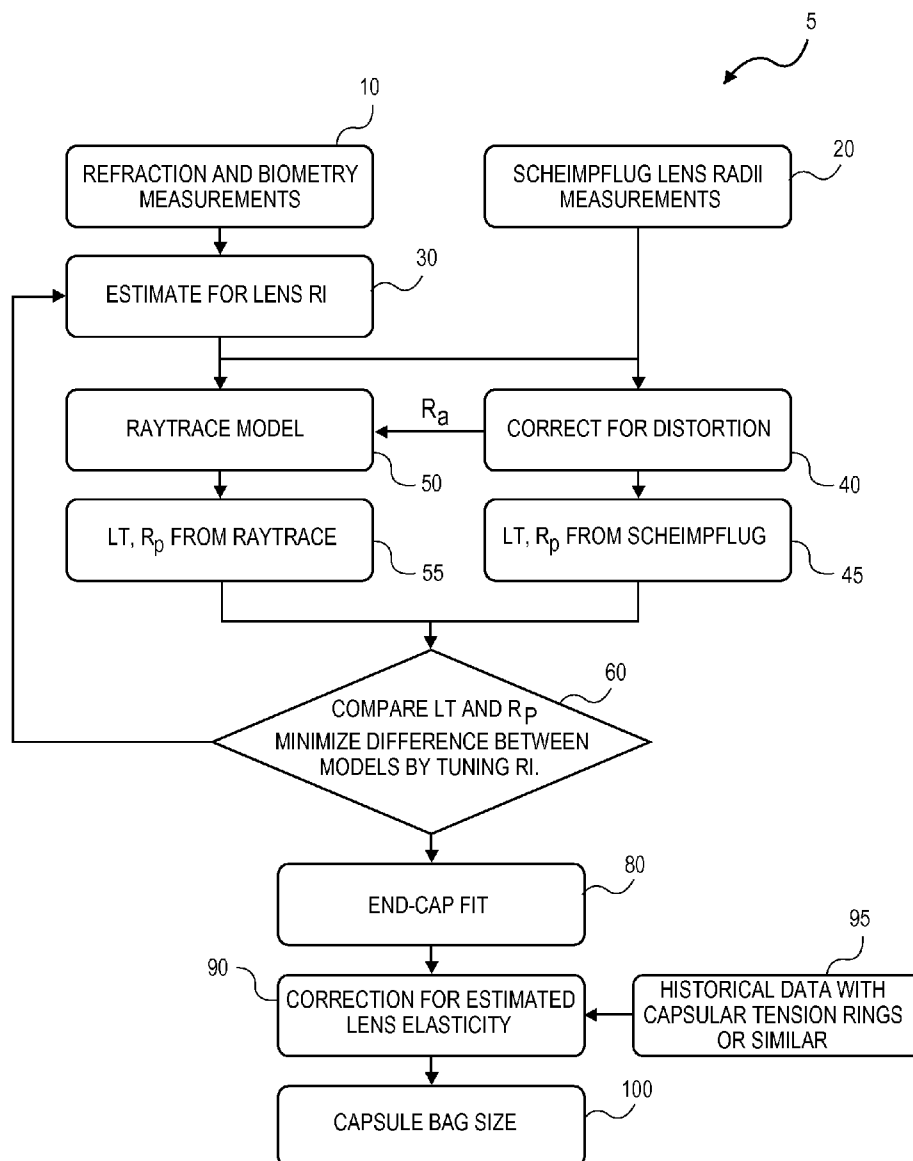 5
10
REFRACTION AND BIOMETRY
MEASUREMENTS
SCHEIMPFLUG LENS RADII
MEASUREMENTS
20
30
ESTIMATE FOR LENS RI
RAYTRACE MODEL
50
Ra
CORRECT FOR DISTORTION
40
LT, Rp FROM RAYTRACE
55
LT, Rp FROM SCHEIMPFLUG
45
60
COMPARE LT AND RP
MINIMIZE DIFFERENCE BETWEEN
MODELS BY TUNING RI.
80
END-CAP FIT
90
CORRECTION FOR ESTIMATED
LENS ELASTICITY
95
HISTORICAL DATA WITH
CAPSULAR TENSION RINGS
OR SIMILAR
100
CAPSULE BAG SIZE